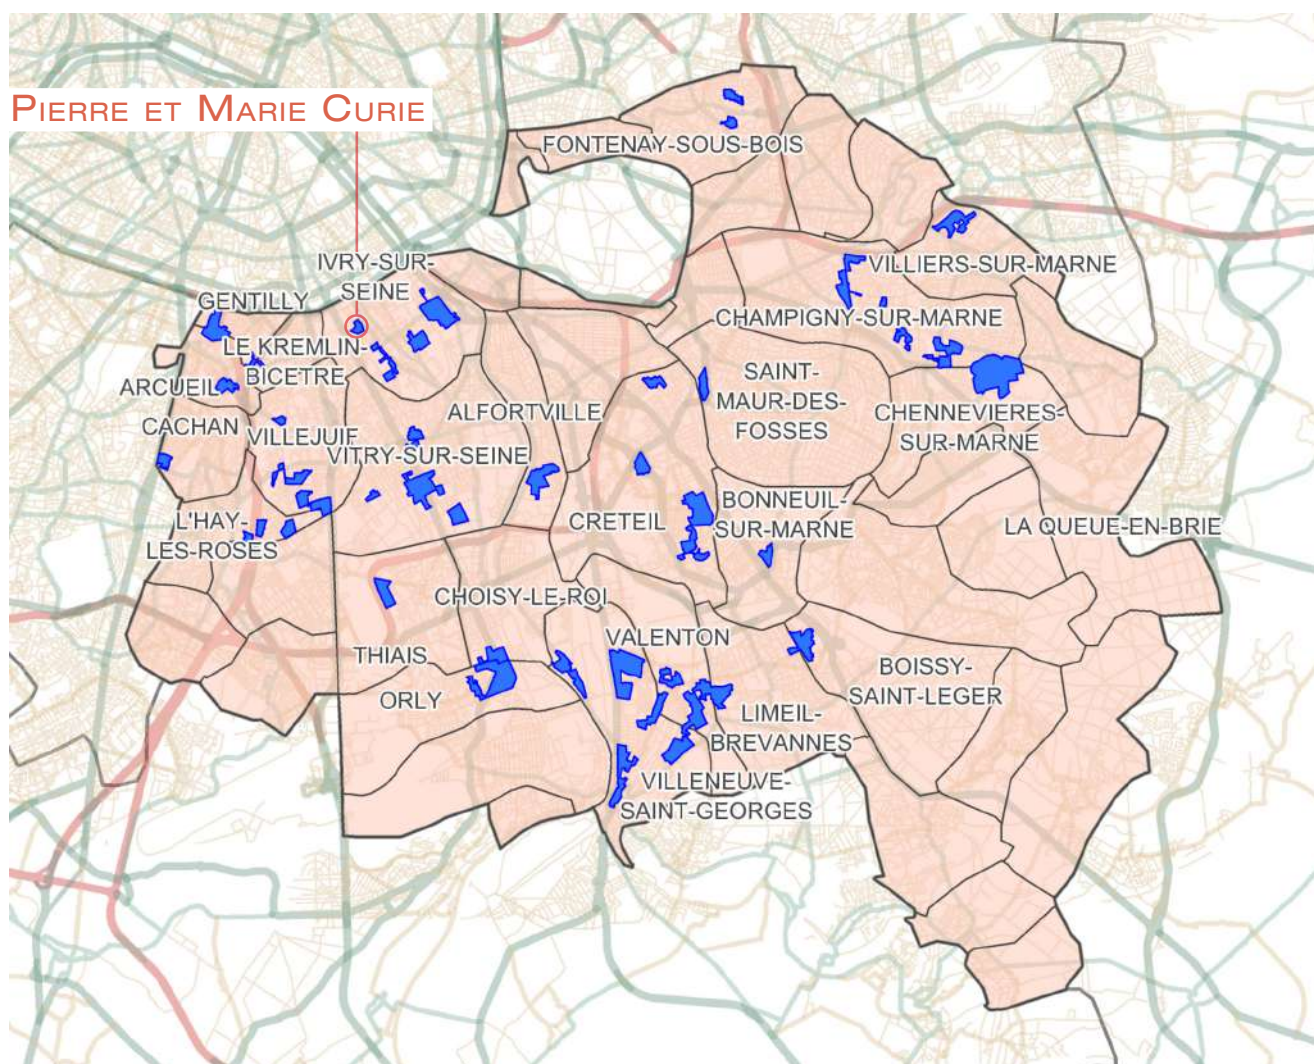 PIERRE ET MARIE CURIE
FONTENAY-SOUS-BOIS
IVRY-SUR-
SEINE
VILLIERS-SUR-MARNE
GENTILLY
CHAMPIGNY-SUR-MARNE
LE KREMLIN-
BICETRE
ARCUEIL
SAINT-
MAUR-DES-
FOSSES
ALFORTVILLE
CHENNEVIERES-
SUR-MARNE
CACHAN
VILLEJUIF
VITRY-SUR-SEINE
BONNEUIL-
SUR-MARNE
CRETEIL
L'HAY-
LES-ROSES
LA QUEUE-EN-BRIE
CHOISY-LE-ROI
VALENTON
THIAIS
BOISSY-
SAINT-LEGER
ORLY
LIMEIL-
BREVANNES
VILLENEUVE-
SAINT-GEORGES